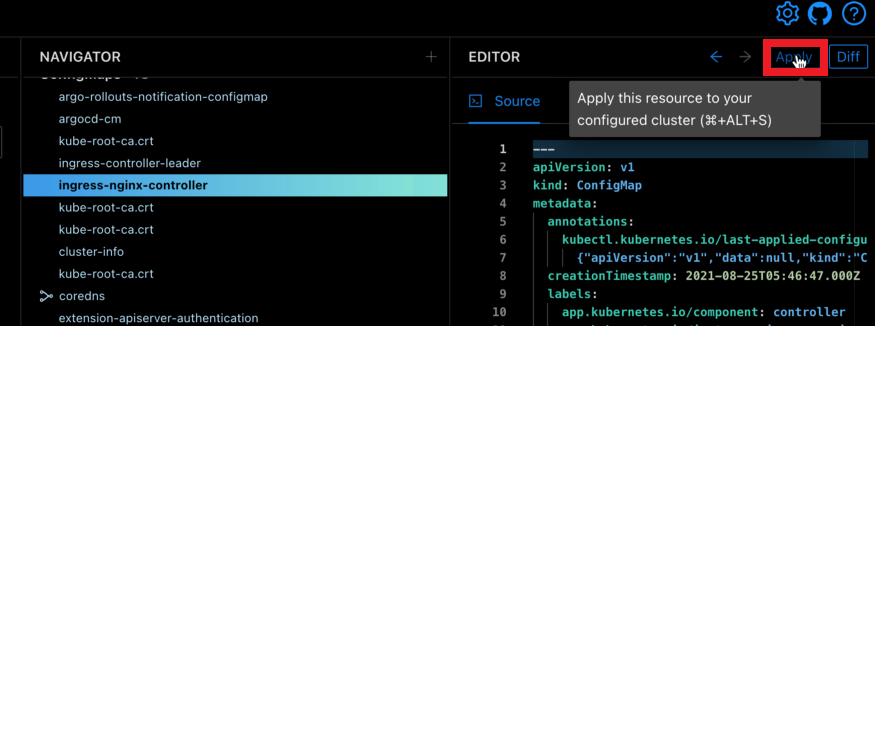 NAVIGATOR
argo-rollouts-notification-configmap
argocd-cm
kube-root-ca.crt
ingress-controller-leader
ingress-nginx-controller
kube-root-ca.crt
kube-root-ca.crt
cluster-info
kube-root-ca.crt
coredns
extension-apiserver-authentication
EDITOR
Apply
Diff
Source
Apply this resource to your
configured cluster (⌘+ALT+S)
1 ---
2 apiVersion: v1
3 kind: ConfigMap
4 metadata:
5 annotations:
6 kubectl.kubernetes.io/last-applied-configu
7 {"apiVersion":"v1","data":null,"kind":"C
8 creationTimestamp: 2021-08-25T05:46:47.000Z
9 labels:
10 app.kubernetes.io/component: controller